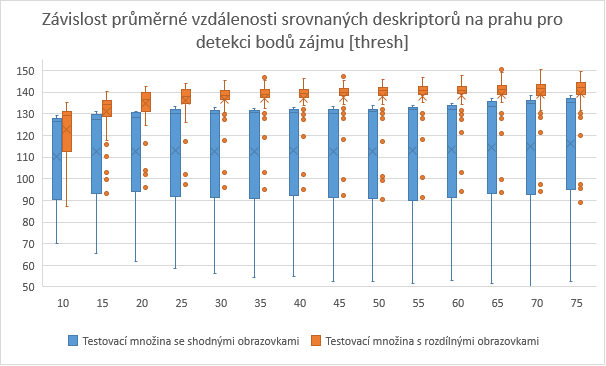 Závislost průměrné vzdálenosti srovnaných deskriptorů na prahu pro
detekci bodů zájmu [thresh]
150
140
130
120
110
100
90
80
70
60
50
10 15 20 25 30 35 40 45 50 55 60 65 70 75
Testovací množina se shodnými obrazovkami Testovací množina s rozdílnými obrazovkami